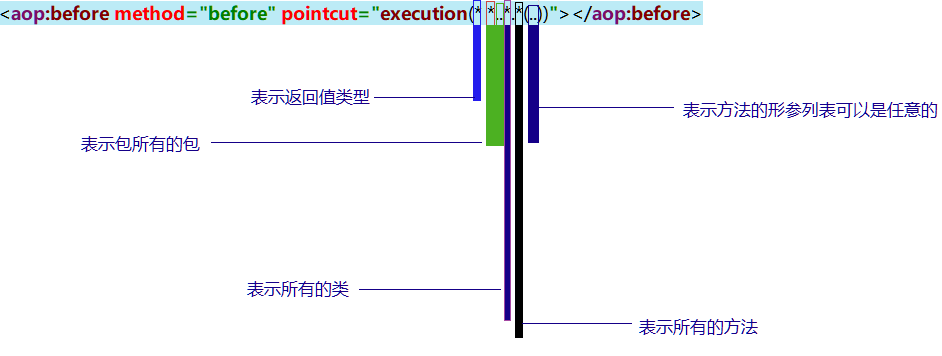 <aop:before method="before" pointcut="execution(* *..*.*(..))"></aop:before>
表示返回值类型
表示方法的形参列表可以是任意的
表示包所有的包
表示所有的类
表示所有的方法